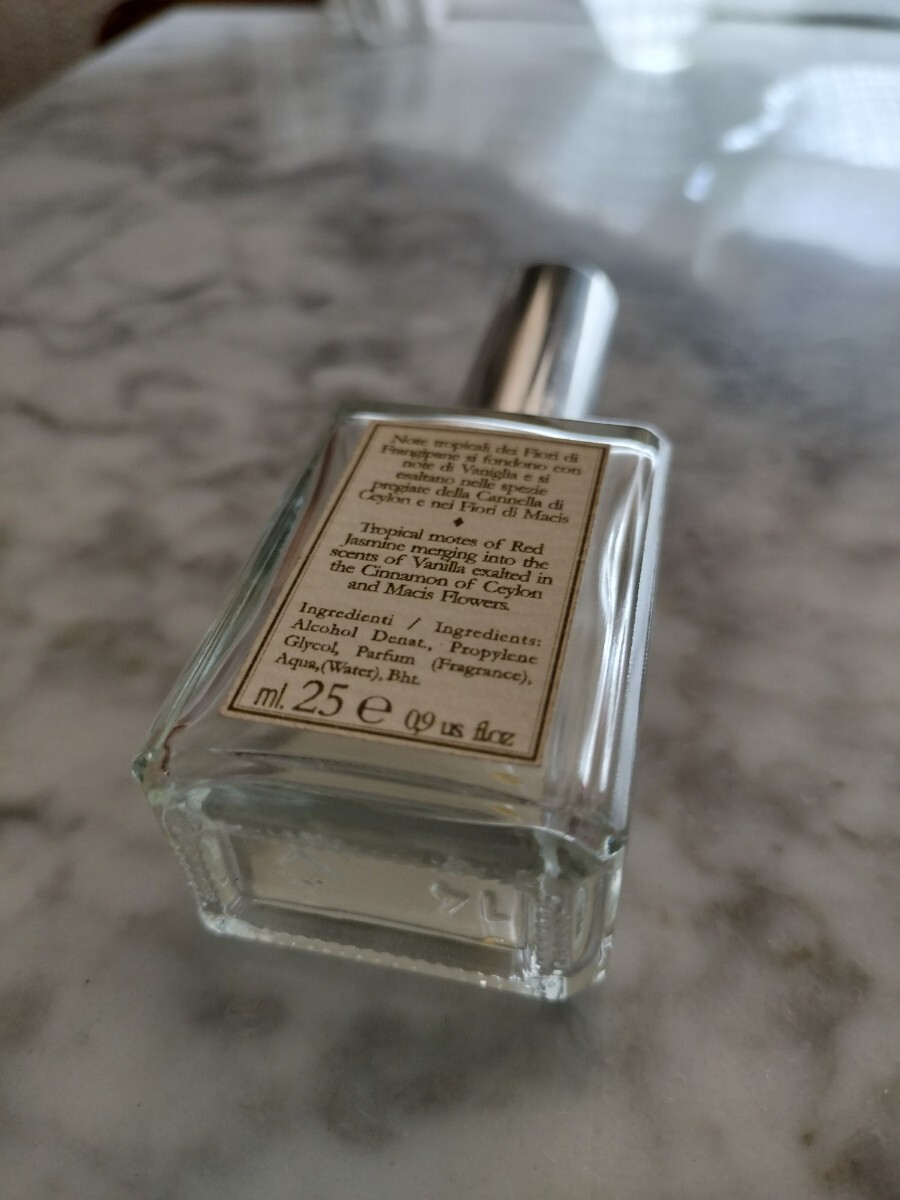 Note tropicali dei Fiori di
Frangipane si fondono con
note di Vaniglia e si
esaltano nelle spezie
pregiate della Cannella di
Ceylon e nei Fiori di Macis
Tropical motes of Red
Jasmine merging into the
scents of Vanilla exalted in
the Cinnamon of Ceylon
and Macis Flowers.
Ingredienti / Ingredients:
Alcohol Denat., Propylene
Glycol, Parfum (Fragrance),
Aqua,(Water), Bht.
ml. 25 e 0,9 us fl.oz